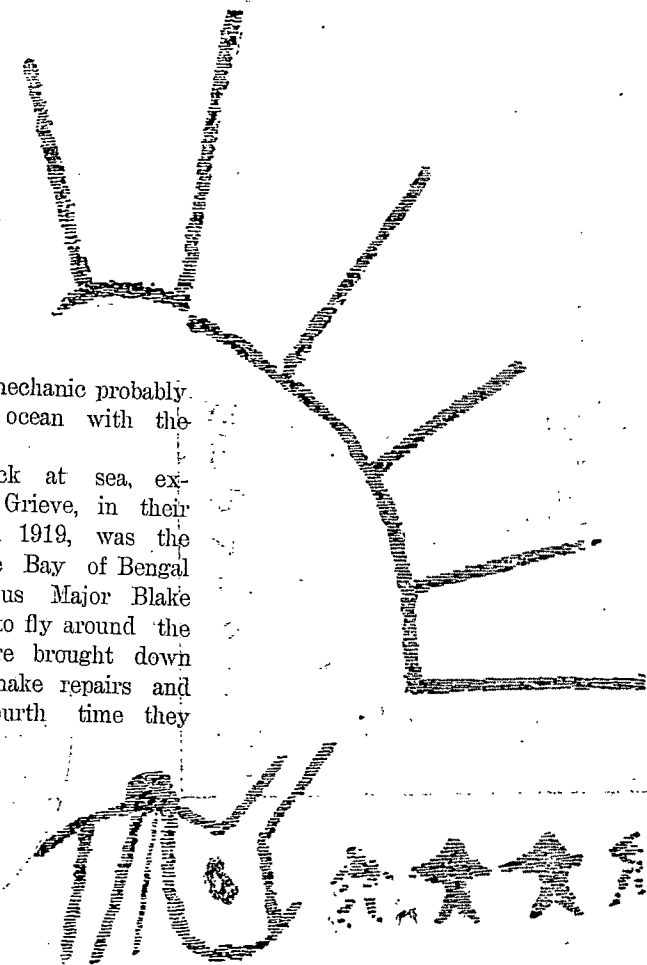 mechanic probably
ocean with the
ck at sea, ex-
Grieve, in their
1919, was the
Bay of Bengal
us Major Blake
to fly around the
re brought down
make repairs and
ourth time they